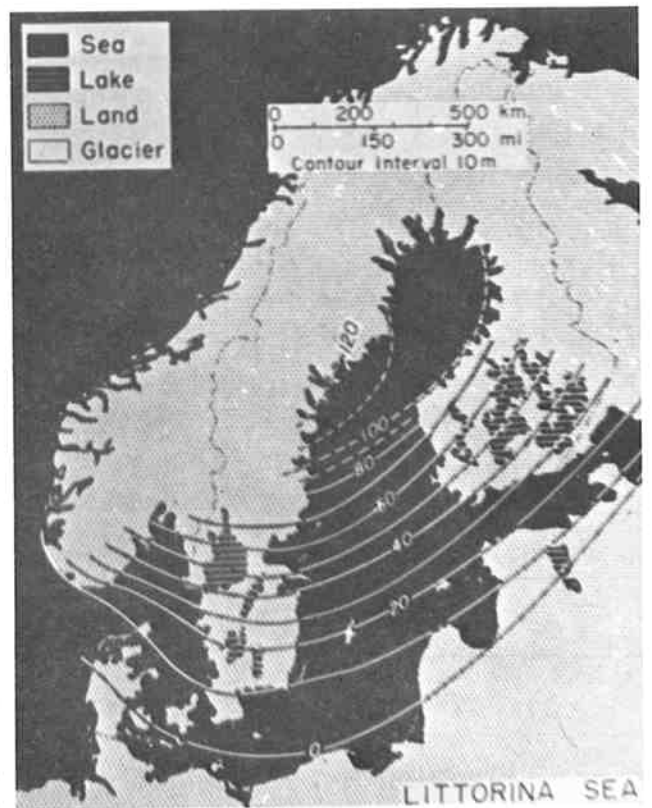 Sea
Lake
Land
Glacier
0 200 500 km.
0 150 300 mi
Contour interval 10m
120
100
80
60
40
20
0
LITTORINA SEA